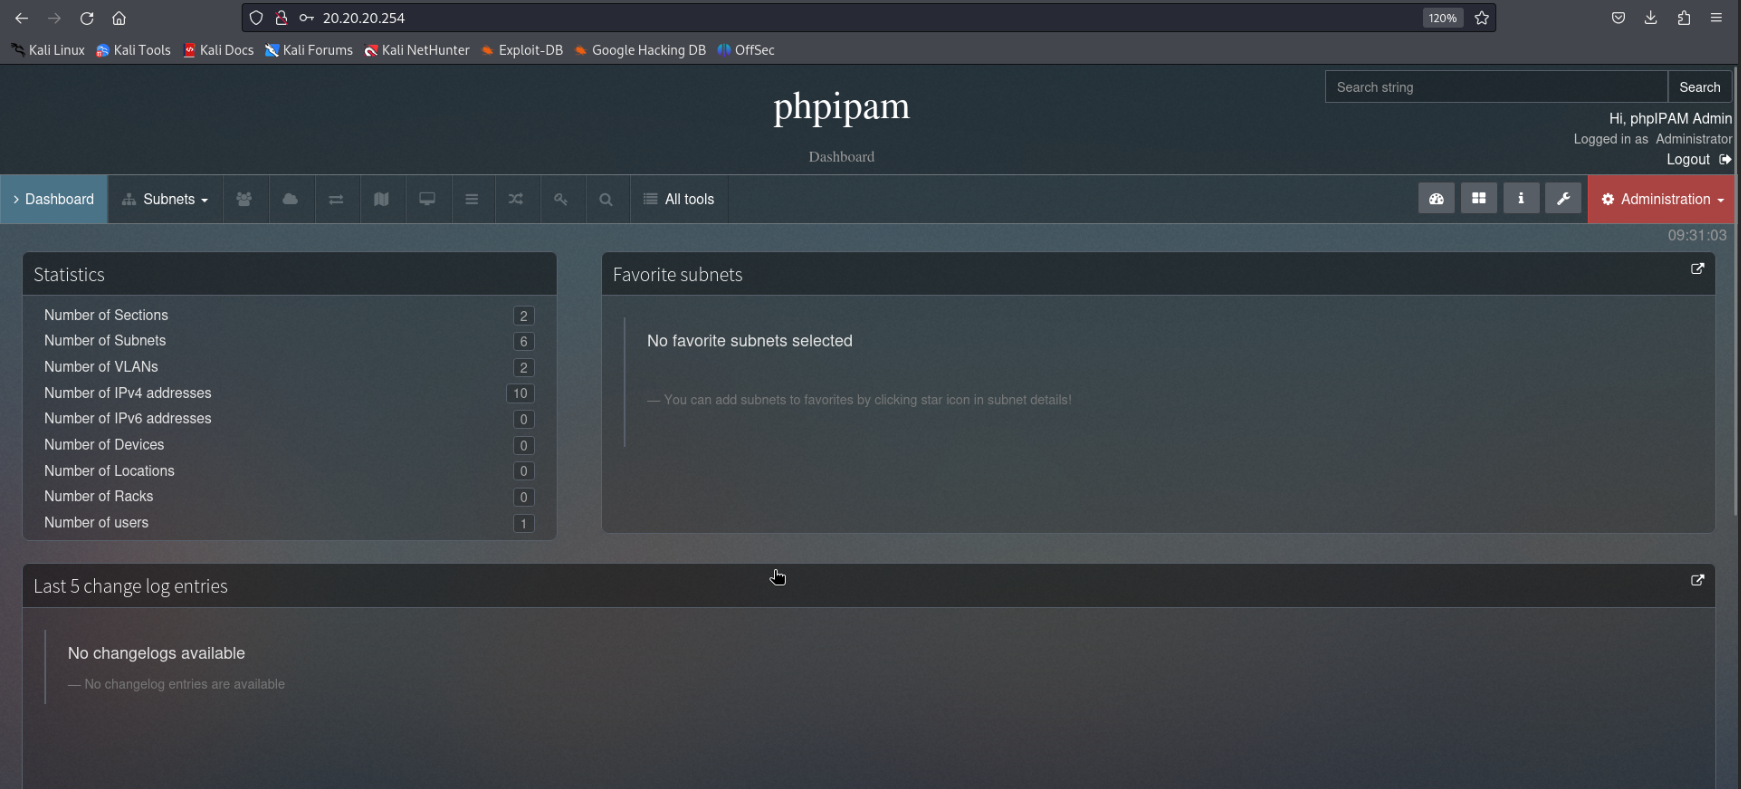 20.20.20.254
120%
Kali Linux Kali Tools Kali Docs Kali Forums Kali NetHunter Exploit-DB Google Hacking DB OffSec
Search string Search
phpipam
Hi, phpIPAM Admin
Logged in as Administrator
Dashboard
Logout
> Dashboard Subnets All tools Administration
09:31:03
Statistics
Number of Sections 2
Number of Subnets 6
Number of VLANs 2
Number of IPv4 addresses 10
Number of IPv6 addresses 0
Number of Devices 0
Number of Locations 0
Number of Racks 0
Number of users 1
Favorite subnets
No favorite subnets selected
— You can add subnets to favorites by clicking star icon in subnet details!
Last 5 change log entries
No changelogs available
— No changelog entries are available